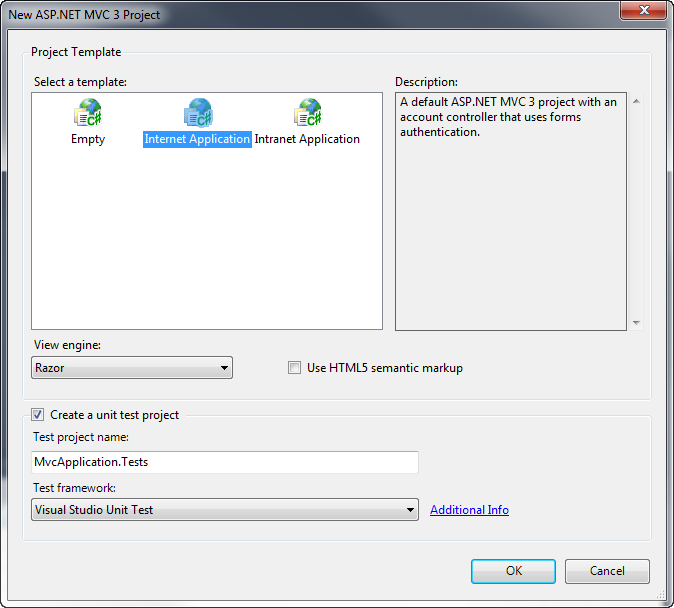 New ASP.NET MVC 3 Project
Project Template
Select a template:
Empty
Internet Application
Intranet Application
Description:
A default ASP.NET MVC 3 project with an
account controller that uses forms
authentication.
View engine:
Razor
Use HTML5 semantic markup
Create a unit test project
Test project name:
MvcApplication.Tests
Test framework:
Visual Studio Unit Test
Additional Info
OK
Cancel